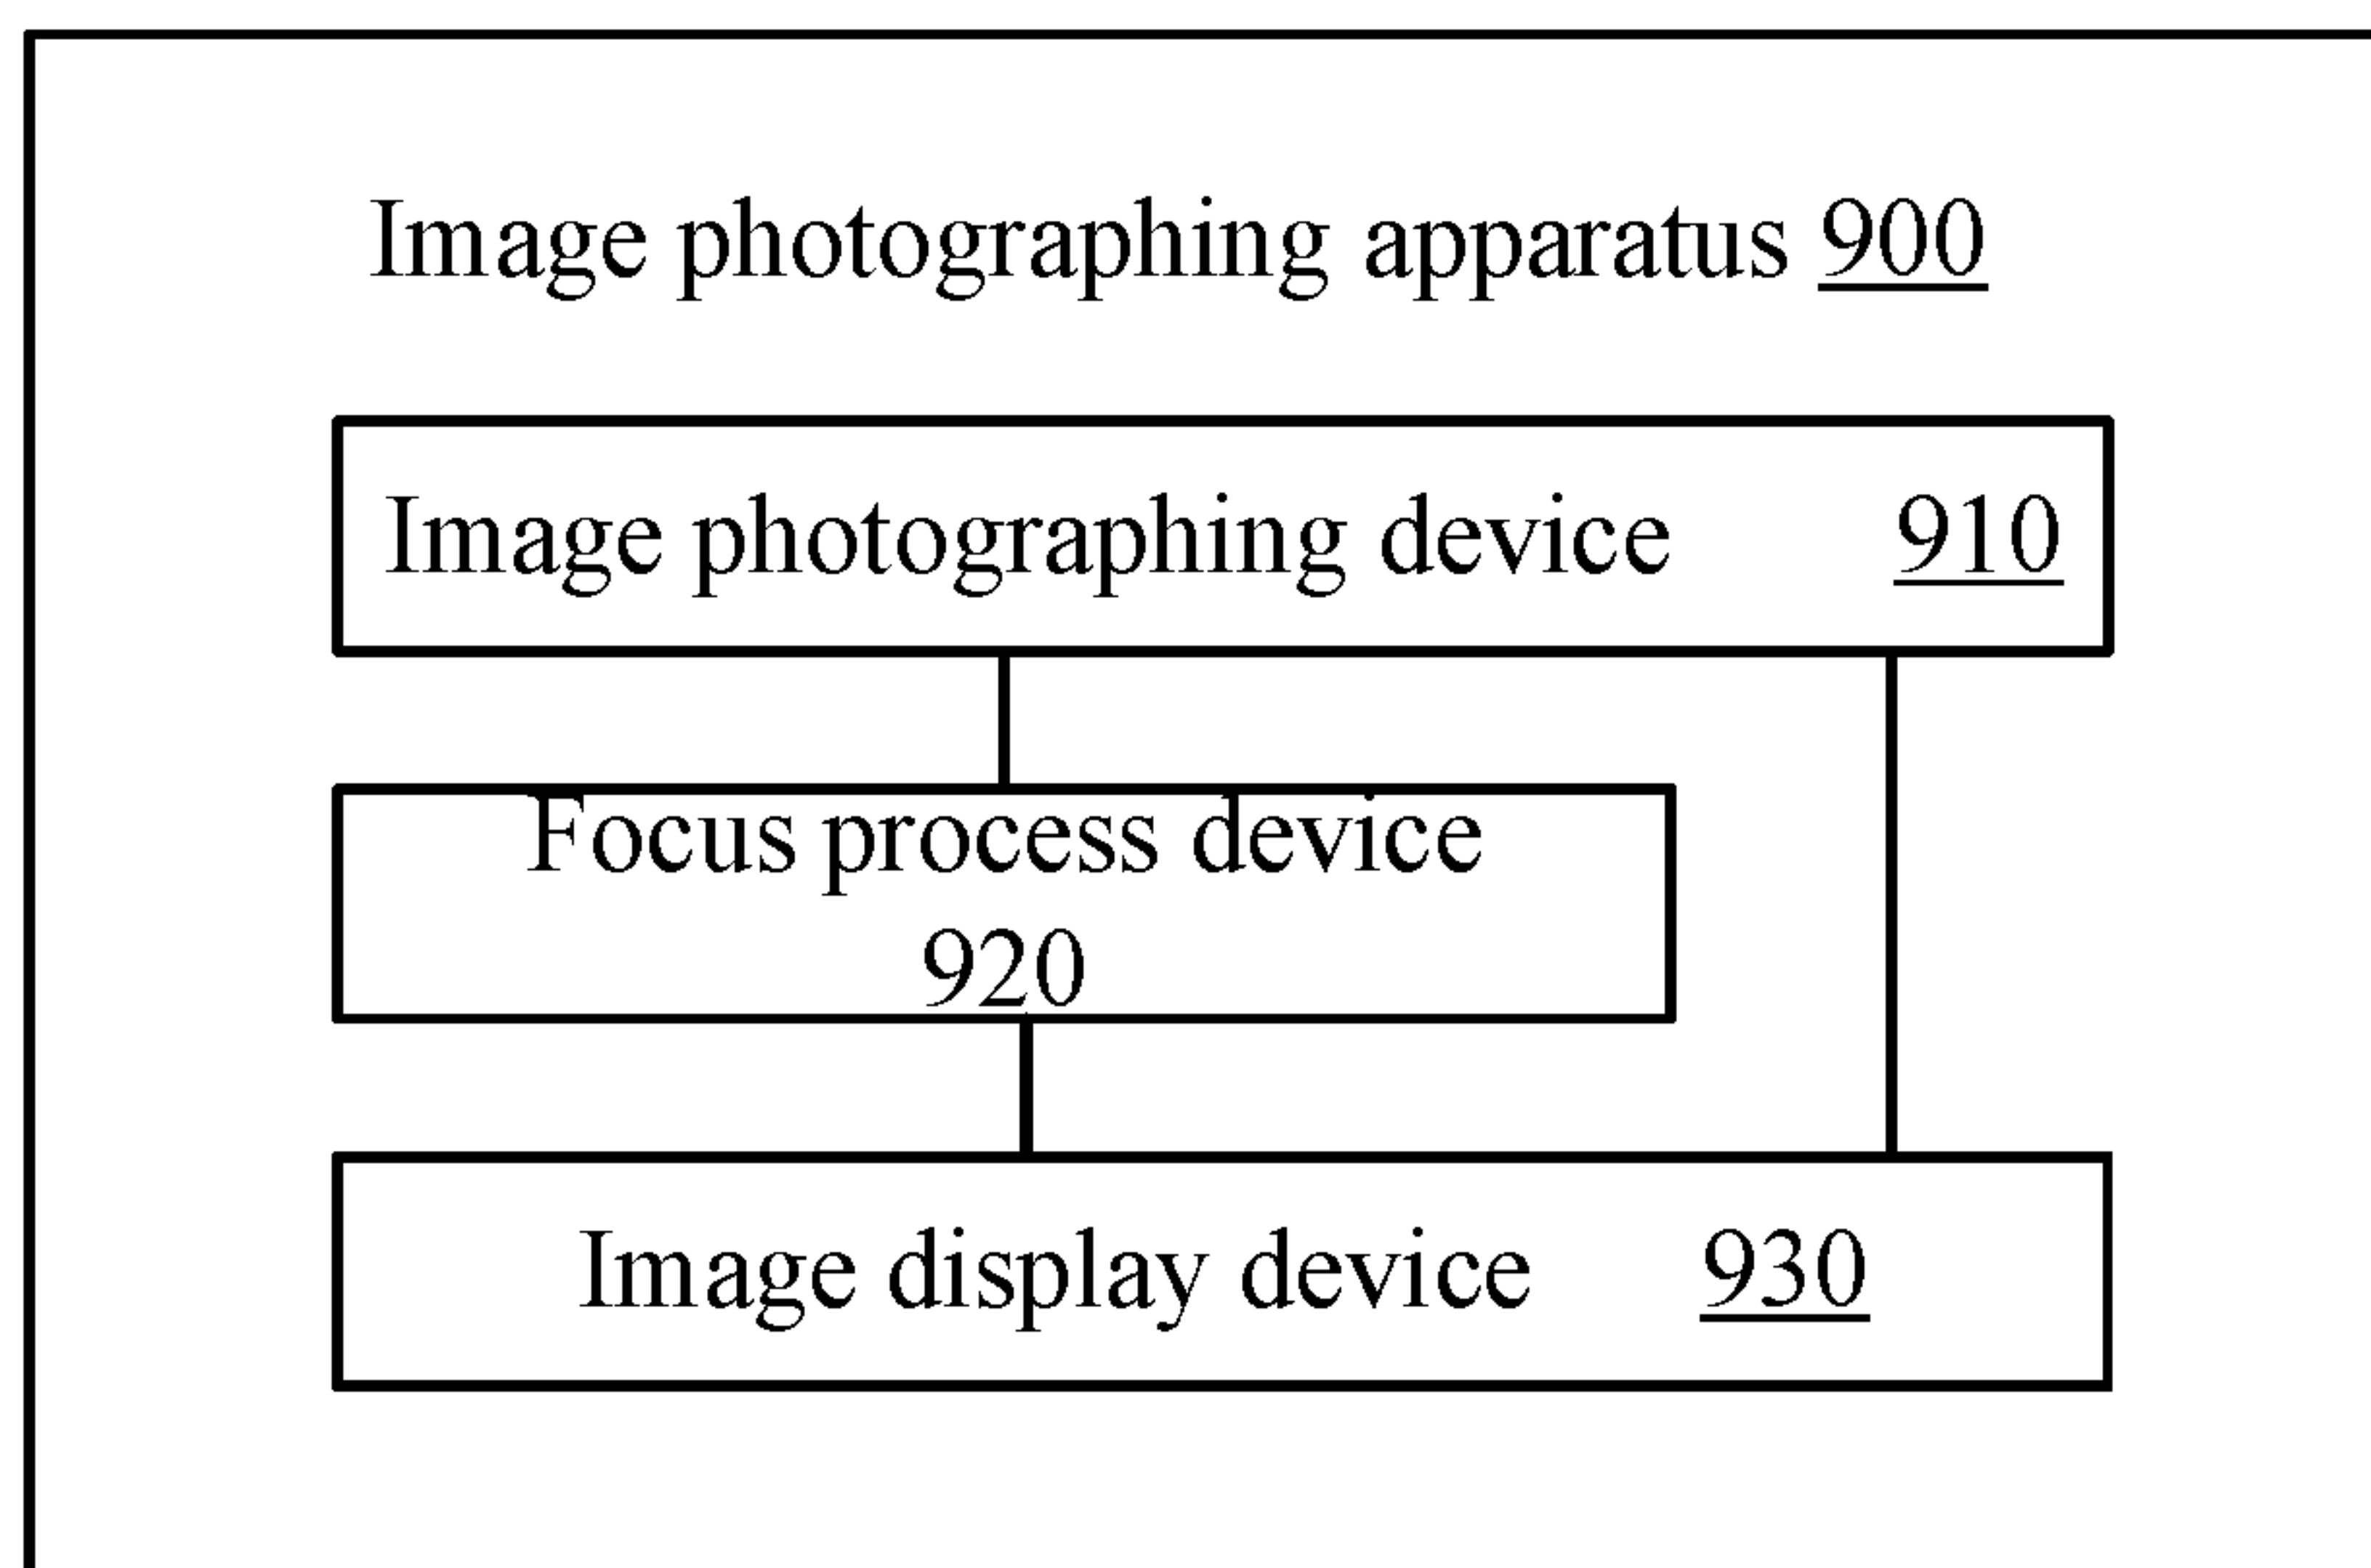 Image photographing apparatus 900
Image photographing device 910
Focus process device
920
Image display device 930